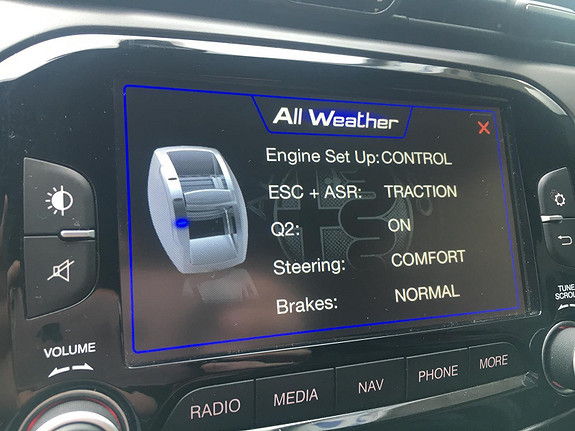 All Weather
Engine Set Up: CONTROL
ESC + ASR: TRACTION
Q2: ON
Steering: COMFORT
Brakes: NORMAL
VOLUME
TUNE
SCROLL
RADIO
MEDIA
NAV
PHONE
MORE